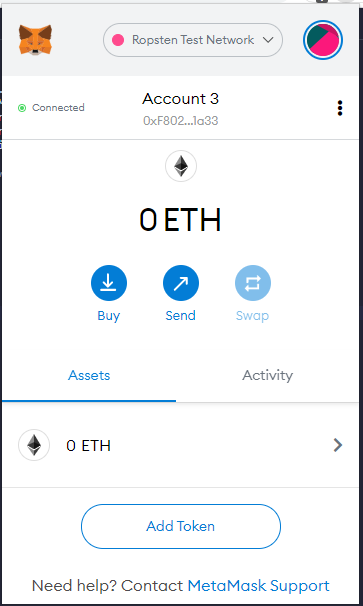 Ropsten Test Network
Connected
Account 3
0xF802...1a33
0 ETH
Buy
Send
Swap
Assets
Activity
0 ETH
Add Token
Need help? Contact MetaMask Support